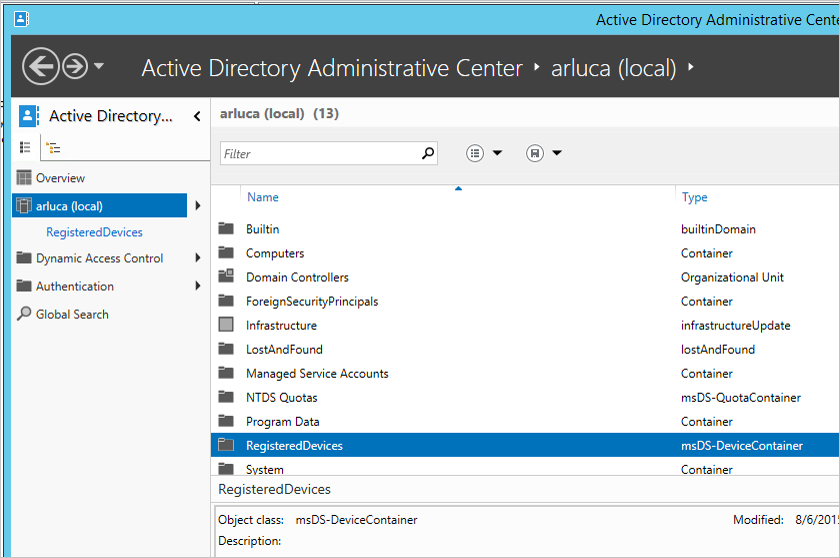 Active Directory Administrative Cente
Active Directory Administrative Center arluca (local)
Active Directory...
arluca (local) (13)
Filter
Overview
arluca (local)
RegisteredDevices
Dynamic Access Control
Authentication
Global Search
Name Type
Builtin builtinDomain
Computers Container
Domain Controllers Organizational Unit
ForeignSecurityPrincipals Container
Infrastructure infrastructureUpdate
LostAndFound lostAndFound
Managed Service Accounts Container
NTDS Quotas msDS-QuotaContainer
Program Data Container
RegisteredDevices msDS-DeviceContainer
System Container
RegisteredDevices
Object class: msDS-DeviceContainer Modified: 8/6/2015
Description: